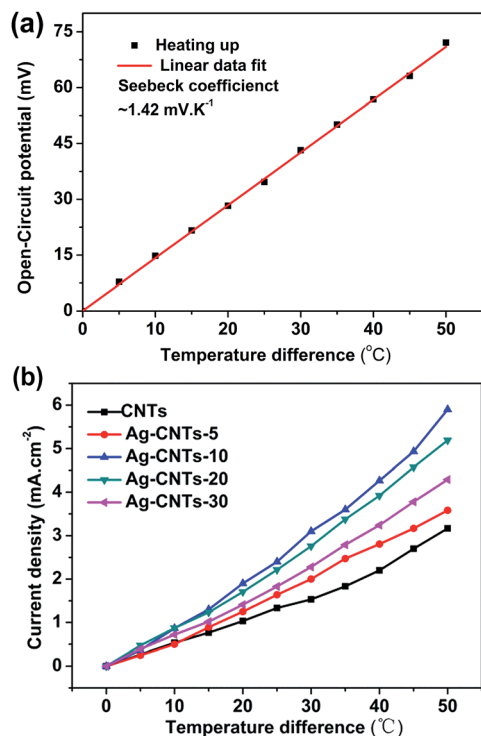 (a)
75
60
45
30
15
0
Open-Circuit potential (mV)
Heating up
Linear data fit
Seebeck coefficienct
~1.42 mV.K⁻¹
0 10 20 30 40 50
Temperature difference (°C)
(b)
6
5
4
3
2
1
0
Current density (mA.cm⁻²)
CNTs
Ag-CNTs-5
Ag-CNTs-10
Ag-CNTs-20
Ag-CNTs-30
0 10 20 30 40 50
Temperature difference (℃)